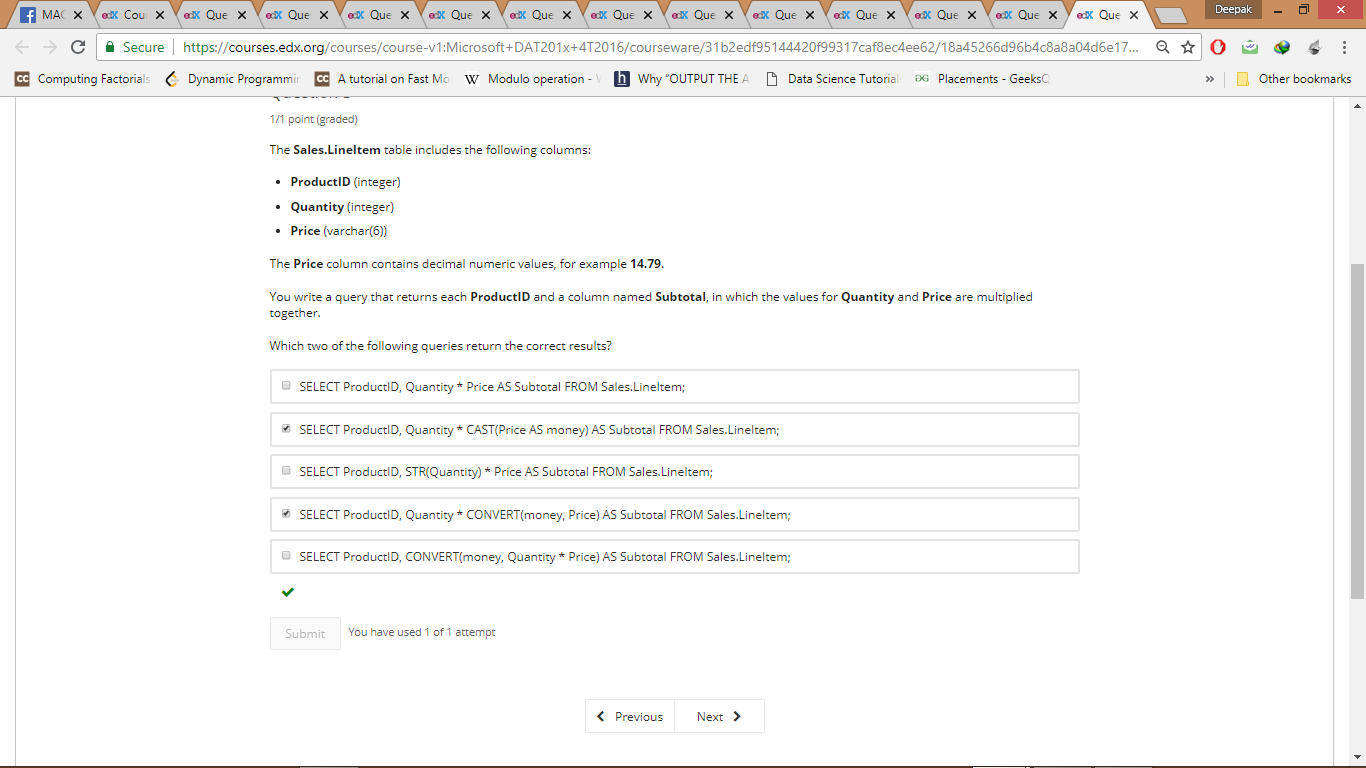 MAC Cou Que Que Que Que Que Que Que Que Que Que Que Que Deepak
Secure https://courses.edx.org/courses/course-v1:Microsoft+DAT201x+4T2016/courseware/31b2edf95144420f99317caf8ec4ee62/18a45266d96b4c8a8a04d6e17...
Computing Factorials Dynamic Programmin A tutorial on Fast Mo Modulo operation - Why "OUTPUT THE A Data Science Tutorial Placements - GeeksG » Other bookmarks
1/1 point (graded)
The Sales.LineItem table includes the following columns:
• ProductID (integer)
• Quantity (integer)
• Price (varchar(6))
The Price column contains decimal numeric values, for example 14.79.
You write a query that returns each ProductID and a column named Subtotal, in which the values for Quantity and Price are multiplied
together.
Which two of the following queries return the correct results?
SELECT ProductID, Quantity * Price AS Subtotal FROM Sales.LineItem;
SELECT ProductID, Quantity * CAST(Price AS money) AS Subtotal FROM Sales.LineItem;
SELECT ProductID, STR(Quantity) * Price AS Subtotal FROM Sales.LineItem;
SELECT ProductID, Quantity * CONVERT(money, Price) AS Subtotal FROM Sales.LineItem;
SELECT ProductID, CONVERT(money, Quantity * Price) AS Subtotal FROM Sales.LineItem;
Submit You have used 1 of 1 attempt
Previous Next